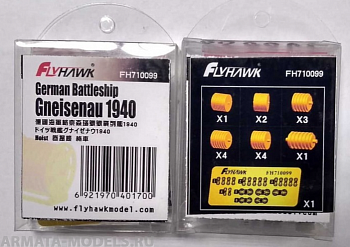 FLYHAWK
FH710099
German Battleship
Gneisenau 1940
ドイツ戦艦グナイゼナウ1940
Hoist
6 921970 401700
www.flyhawkmodel.com
FLYHAWK
FH710099
X1 X2 X3
X4 X4 X1
FLYHAWK FH710099
X1
ARMATA-MODELS.RU